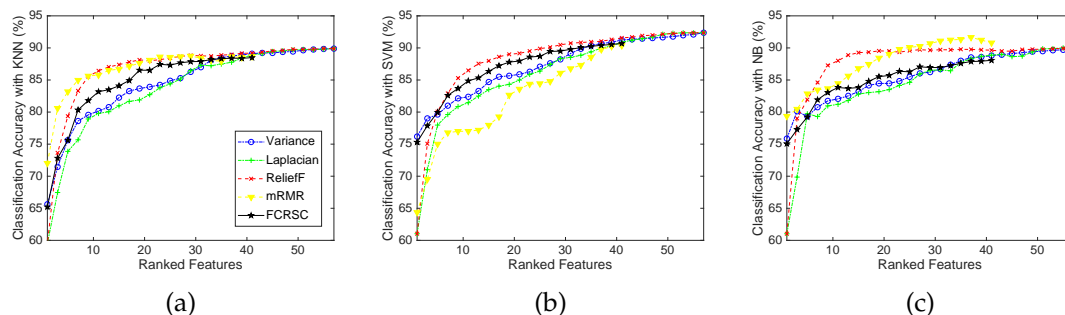 Classification Accuracy with KNN (%)
95
90
85
80
75
70
65
60
10
20
30
40
50
Ranked Features
Variance
Laplacian
ReliefF
mRMR
FCRSC
(a)
Classification Accuracy with SVM (%)
95
90
85
80
75
70
65
60
10
20
30
40
50
Ranked Features
(b)
Classification Accuracy with NB (%)
95
90
85
80
75
70
65
60
10
20
30
40
50
Ranked Features
(c)